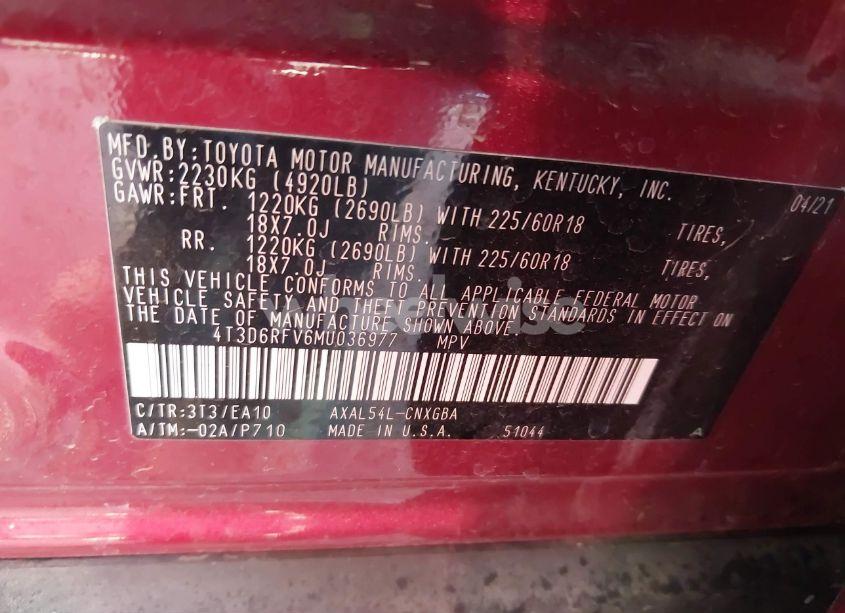 MFD. BY: TOYOTA MOTOR MANUFACTURING, KENTUCKY, INC.
GVWR: 2230KG (4920LB) 04/21
GAWR: FRT. 1220KG (2690LB) WITH 225/60R18 TIRES,
18X7.0J RIMS.
RR. 1220KG (2690LB) WITH 225/60R18 TIRES,
18X7.0J RIMS.
THIS VEHICLE CONFORMS TO ALL APPLICABLE FEDERAL MOTOR
VEHICLE SAFETY AND THEFT PREVENTION STANDARDS IN EFFECT ON
THE DATE OF MANUFACTURE SHOWN ABOVE.
4T3D6RFV6MU036977 MPV
C/TR:3T3/EA10 AXAL54L-CNXGBA
A/TM:-02A/P710 MADE IN U.S.A. 51044 A